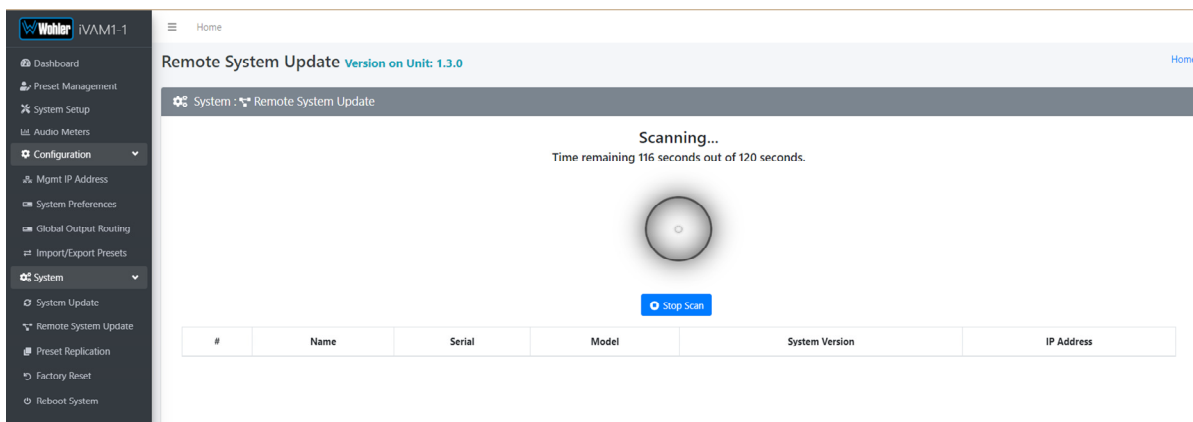 Wohler iVAM1-1
Home
Dashboard
Preset Management
System Setup
Audio Meters
Configuration
Mgmt IP Address
System Preferences
Global Output Routing
Import/Export Presets
System
System Update
Remote System Update
Preset Replication
Factory Reset
Reboot System
Remote System Update Version on Unit: 1.3.0
Home
System : Remote System Update
Scanning...
Time remaining 116 seconds out of 120 seconds.
Stop Scan
# Name Serial Model System Version IP Address